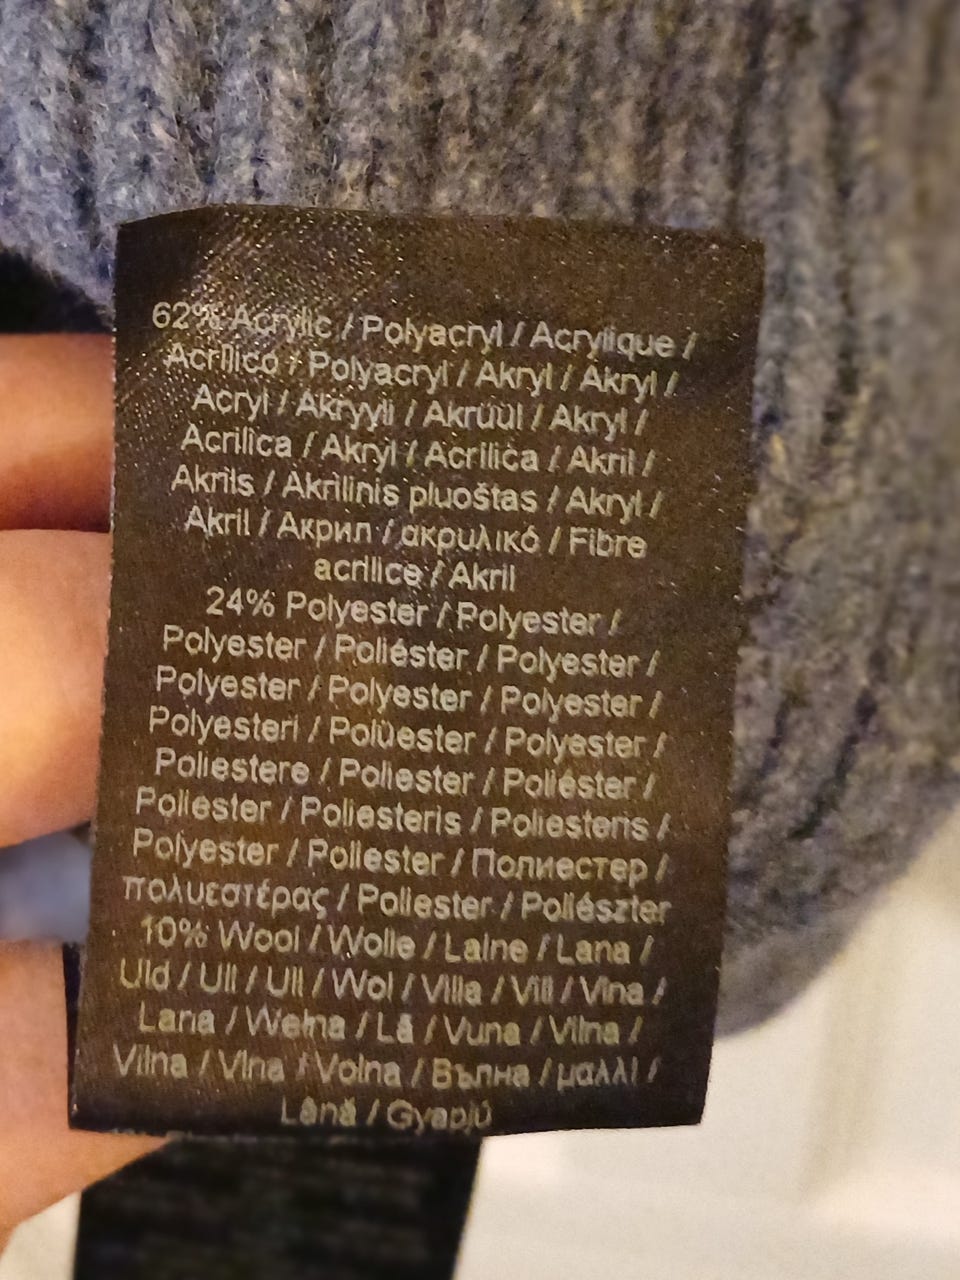 62% Acrylic / Polyacryl / Acrylique /
Acrílico / Polyacryl / Akryl / Akryl /
Acryl / Akryyli / Akrüül / Akryl /
Acrilica / Akryl / Acrílica / Akril /
Akrils / Akrilinis pluoštas / Akryl /
Akril / Акрил / ακρυλικό / Fibre
acrilice / Akril
24% Polyester / Polyester /
Polyester / Poliéster / Polyester /
Polyester / Polyester / Polyester /
Polyesteri / Polüester / Polyester /
Poliestere / Poliester / Poliéster /
Poliester / Poliesteris / Poliesteris /
Polyester / Poliester / Полиестер /
πολυεστέρας / Poliester / Poliészter
10% Wool / Wolle / Laine / Lana /
Uld / Ull / Ull / Wol / Villa / Vill / Vlna /
Lana / Wełna / Lã / Vuna / Vilna /
Vilna / Vlna / Volna / Вълна / μαλλί /
Lână / Gyapjú